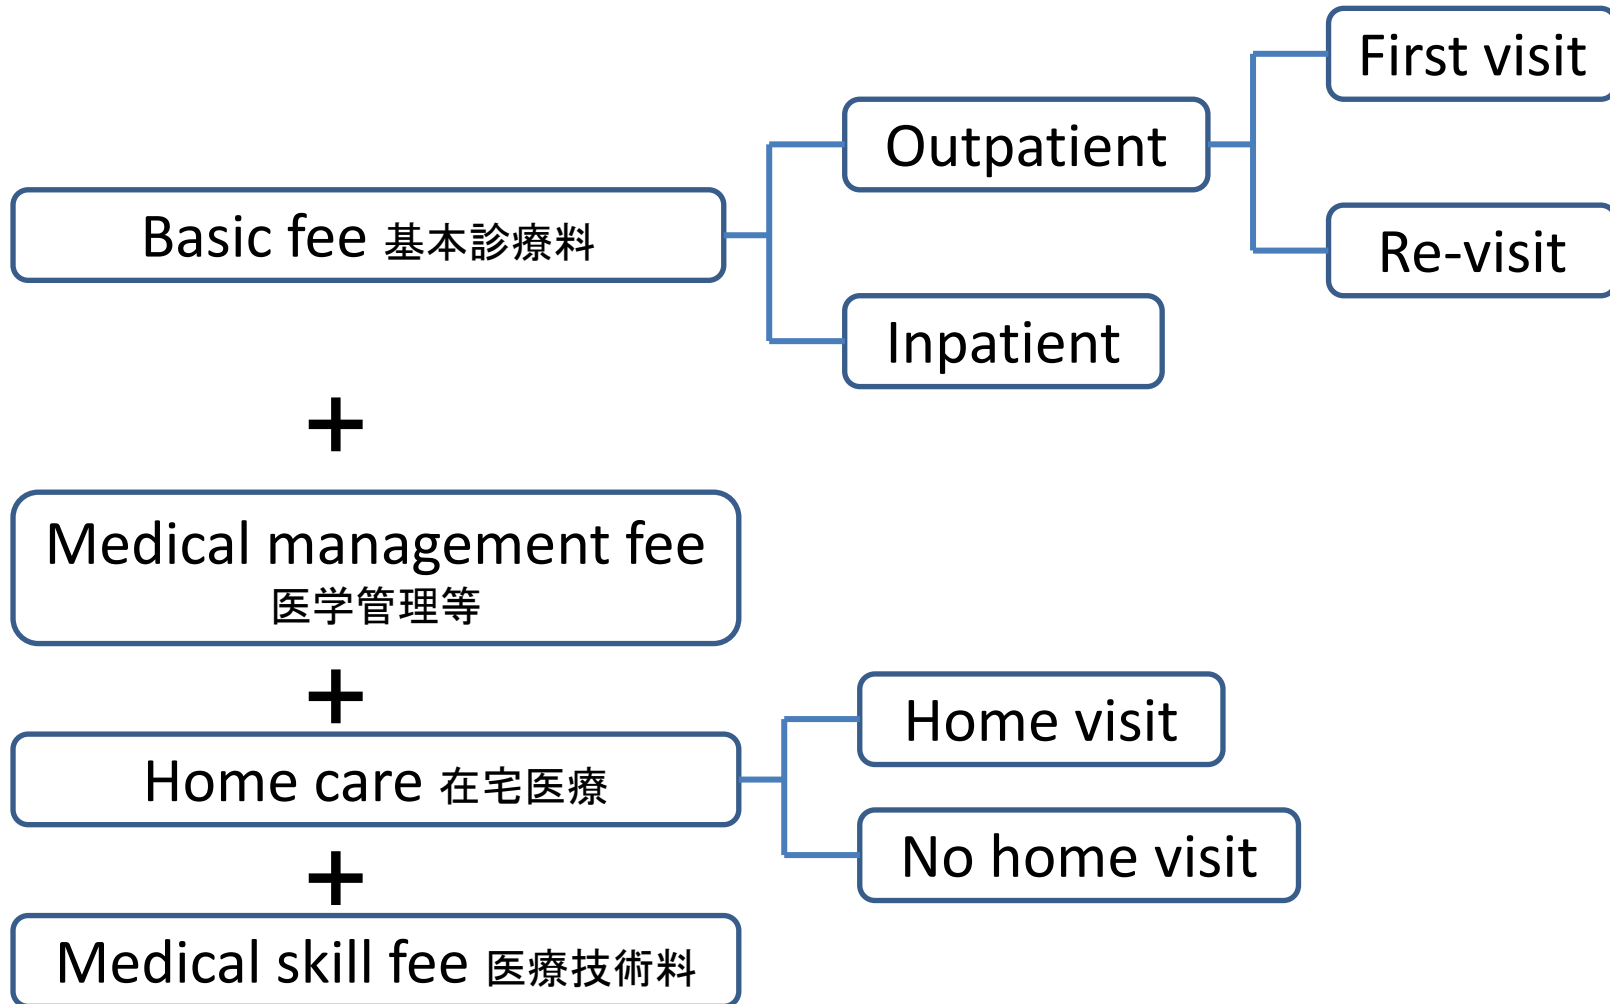 First visit
Outpatient
Basic fee 基本診療料
Re-visit
Inpatient
+
Medical management fee
医学管理等
+
Home visit
Home care 在宅医療
No home visit
+
Medical skill fee 医療技術料